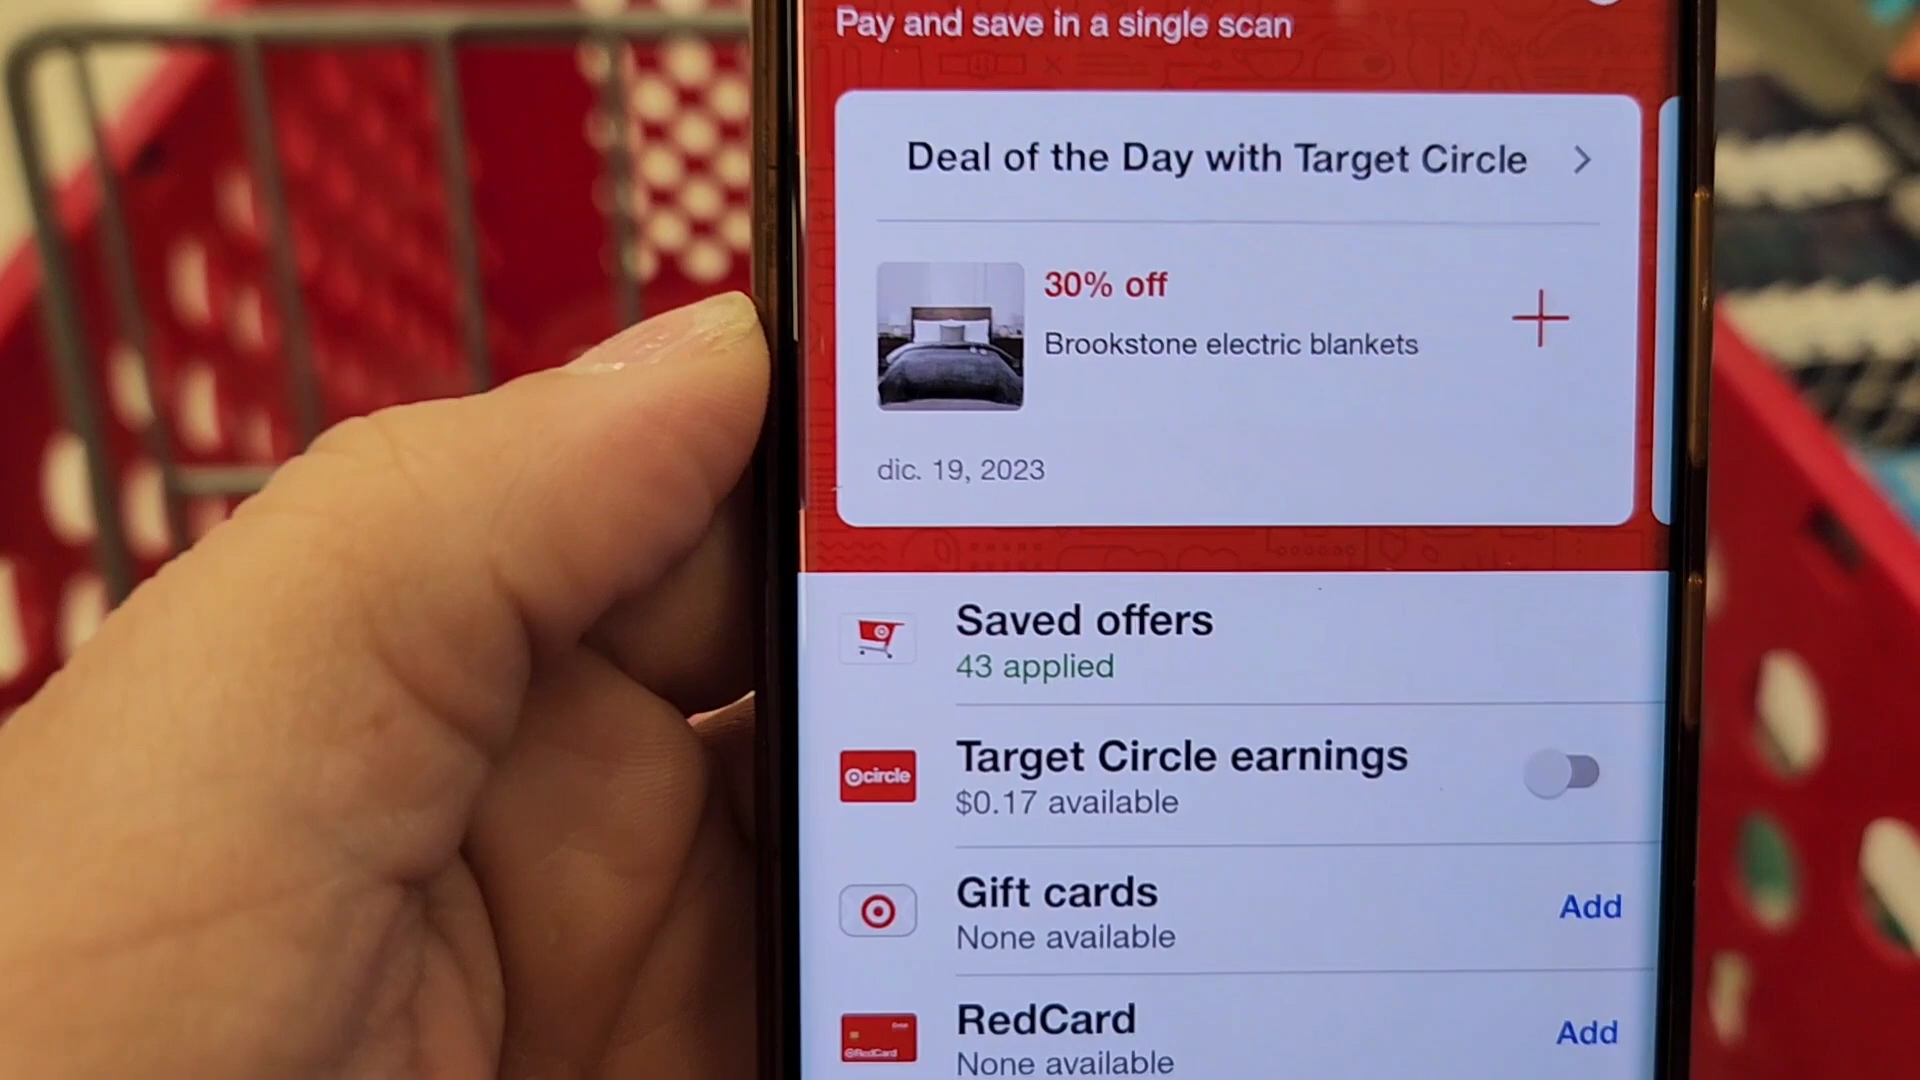 Pay and save in a single scan
Deal of the Day with Target Circle
30% off
Brookstone electric blankets
dic. 19, 2023
Saved offers
43 applied
circle
Target Circle earnings
$0.17 available
Gift cards
None available
Add
RedCard
RedCard
None available
Add